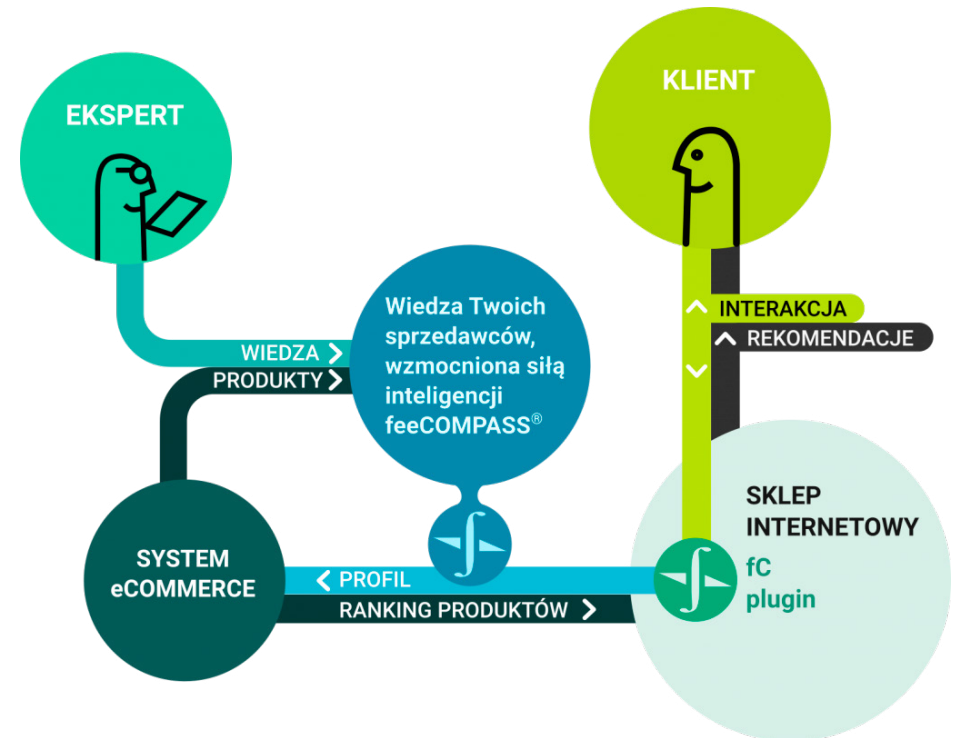 EKSPERT
KLIENT
Wiedza Twoich
sprzedawców,
wzmocniona siłą
inteligencji
feeCOMPASS®
WIEDZA
PRODUKTY
INTERAKCJA
REKOMENDACJE
SYSTEM
eCOMMERCE
PROFIL
RANKING PRODUKTÓW
SKLEP
INTERNETOWY
fC
plugin